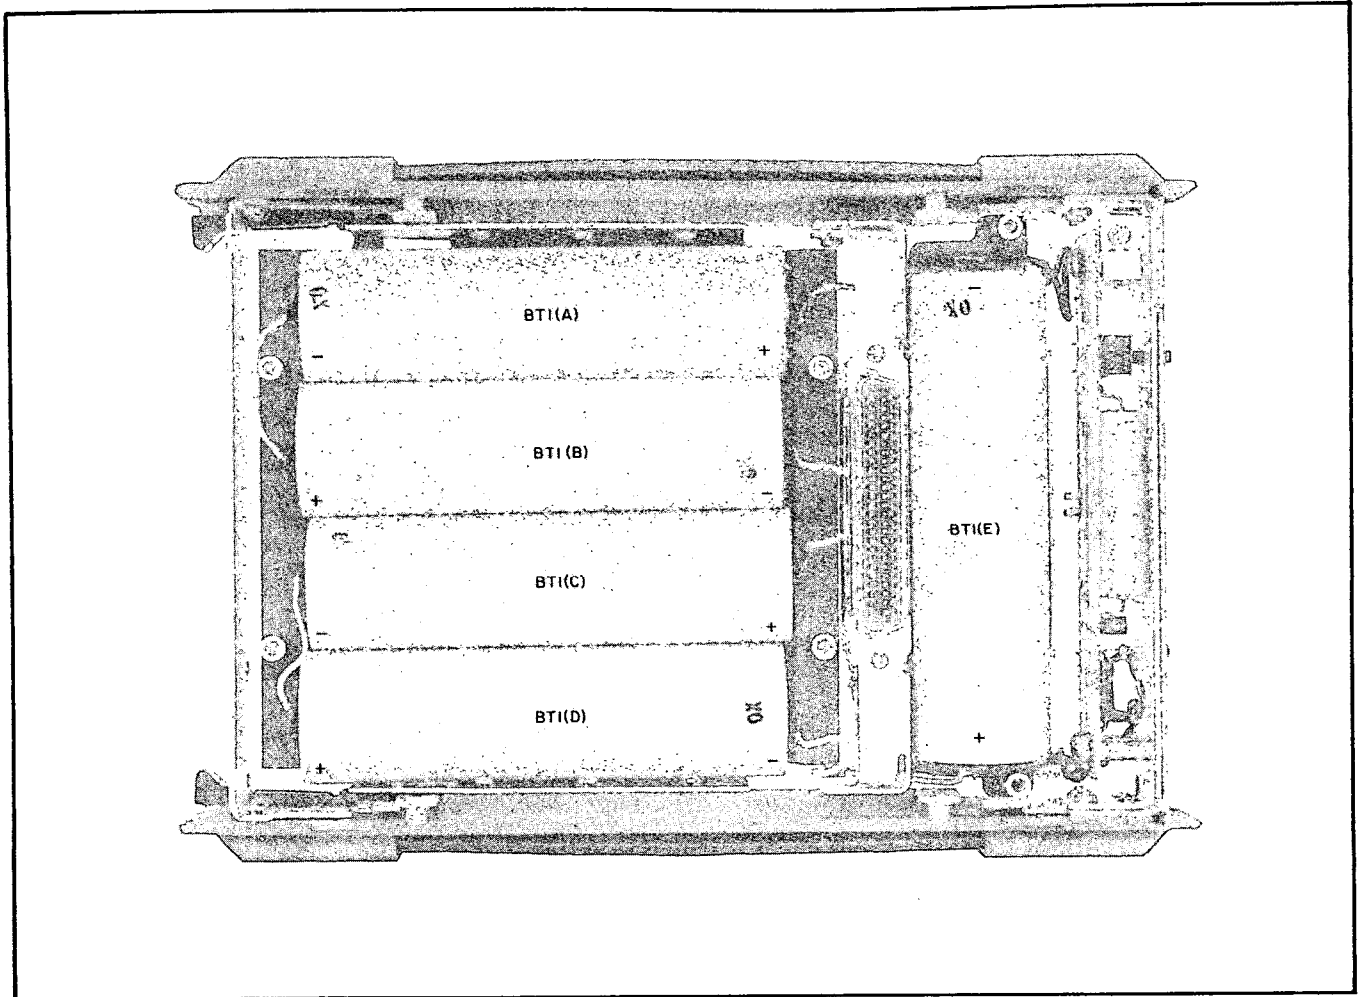 BT1(A)
-
+
BT1(B)
+
-
BT1(C)
-
+
BT1(D)
+
-
-
BT1(E)
+